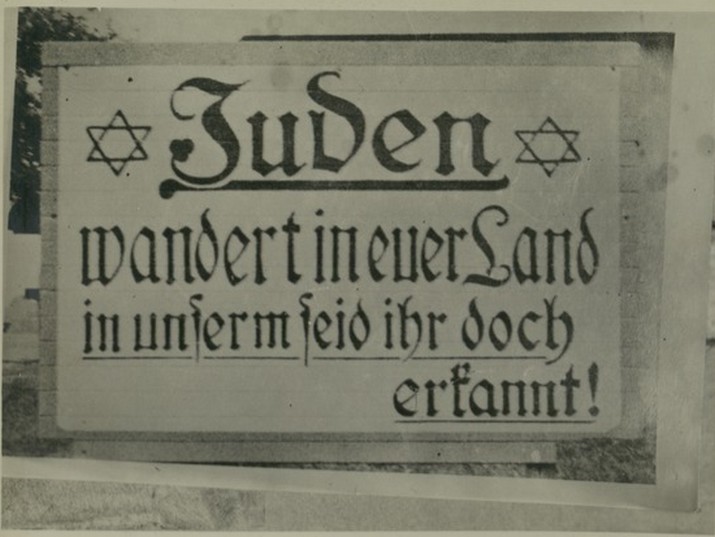 Juden
wandert in euer Land
in unserm seid ihr doch
erkannt!